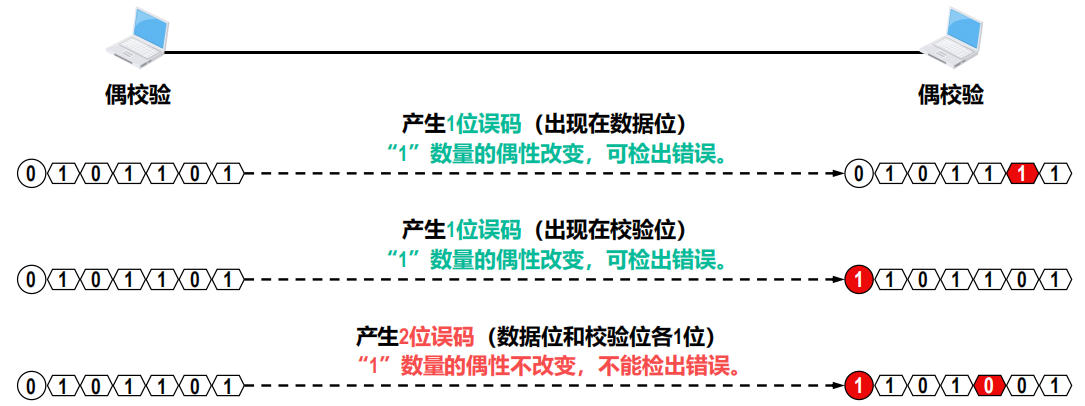 偶校验 偶校验
产生1位误码（出现在数据位）
“1”数量的偶性改变，可检出错误。
0 1 0 1 1 0 1 0 1 0 1 1 1 1
产生1位误码（出现在校验位）
“1”数量的偶性改变，可检出错误。
0 1 0 1 1 0 1 1 1 0 1 1 0 1
产生2位误码（数据位和校验位各1位）
“1”数量的偶性不改变，不能检出错误。
0 1 0 1 1 0 1 1 1 0 1 0 0 1